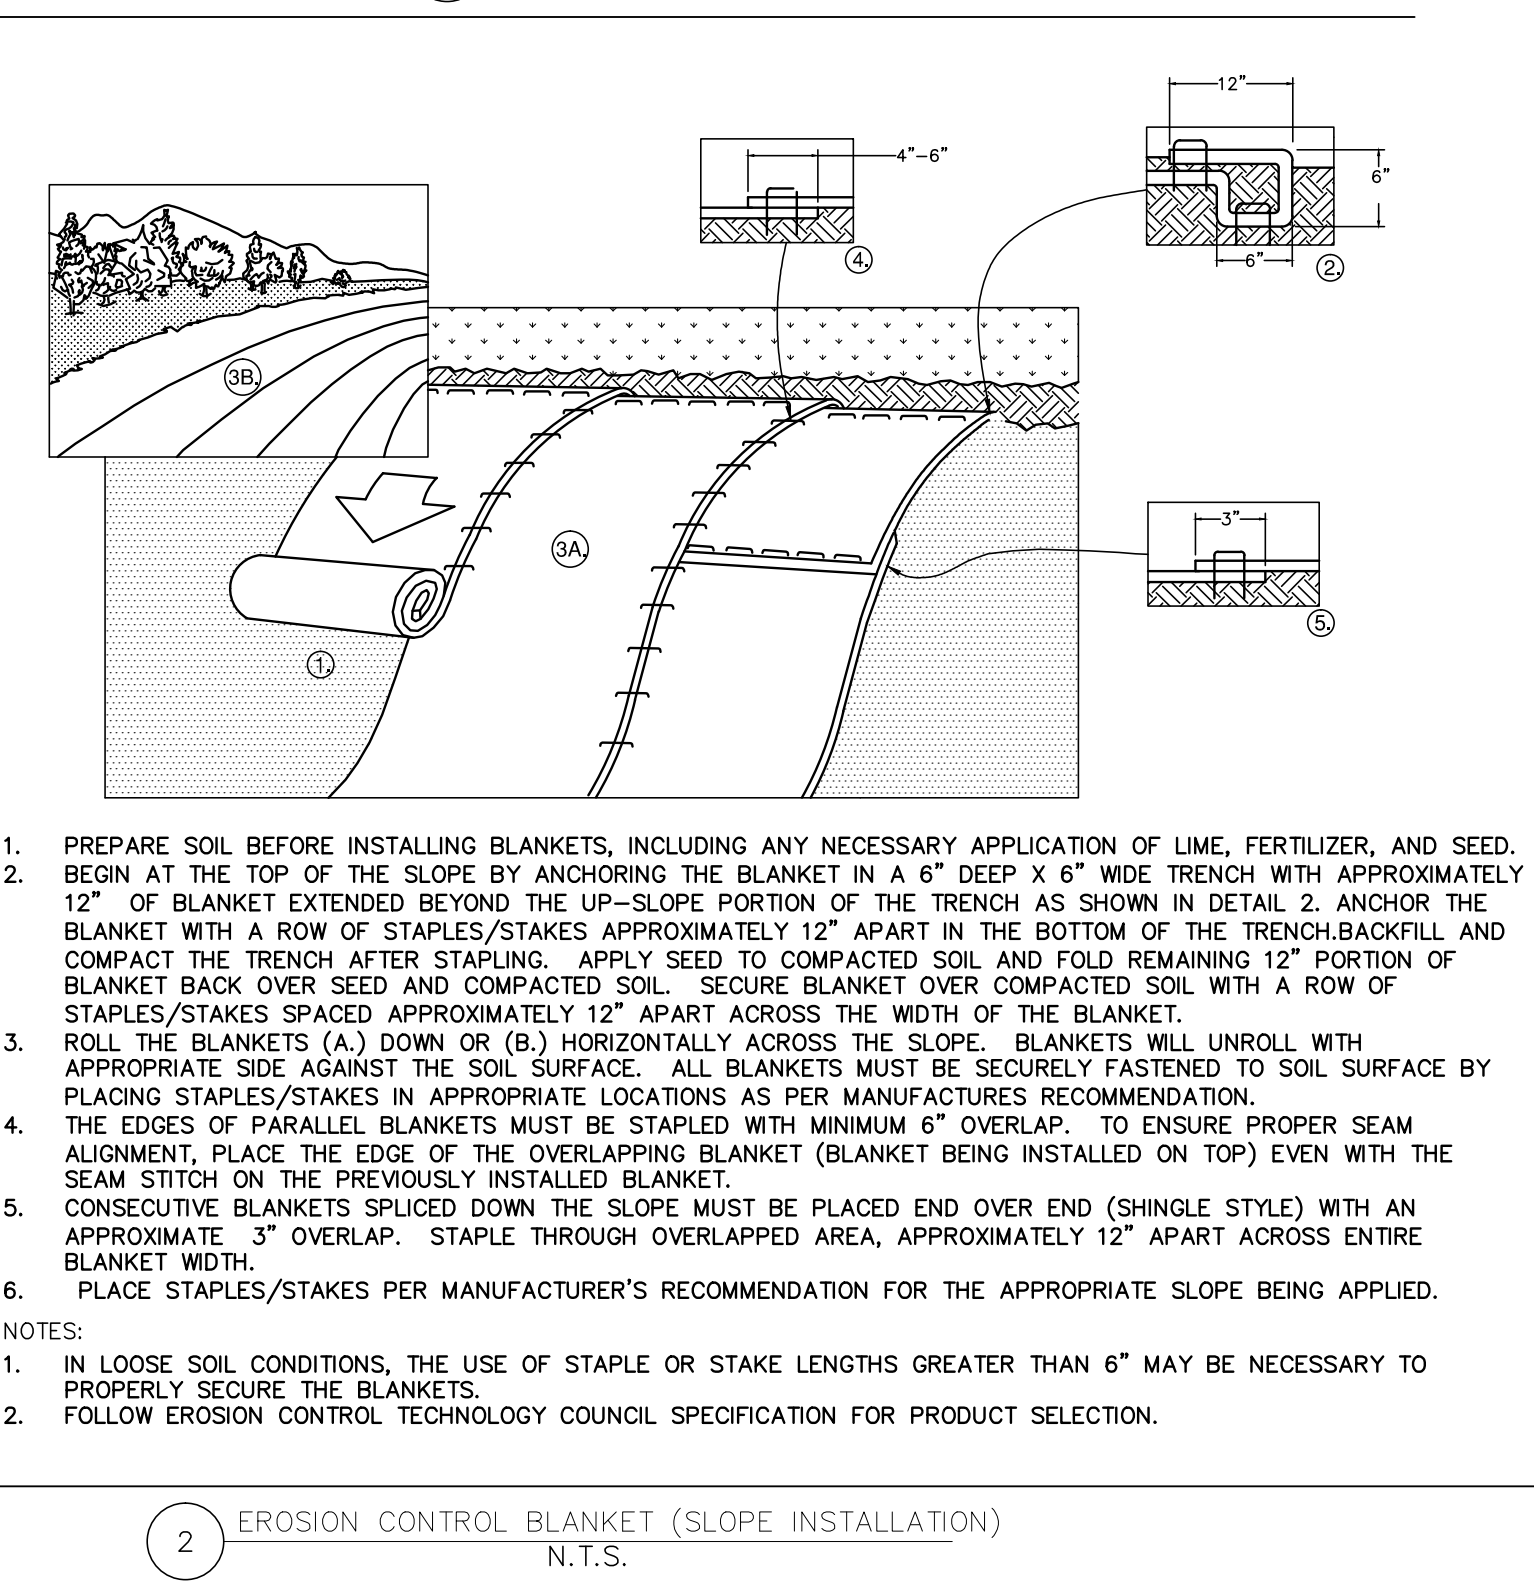 12"
4"-6"
6"
4.
6"
2.
3B.
3"
3A.
5.
1.
1. PREPARE SOIL BEFORE INSTALLING BLANKETS, INCLUDING ANY NECESSARY APPLICATION OF LIME, FERTILIZER, AND SEED.
2. BEGIN AT THE TOP OF THE SLOPE BY ANCHORING THE BLANKET IN A 6" DEEP X 6" WIDE TRENCH WITH APPROXIMATELY
12" OF BLANKET EXTENDED BEYOND THE UP-SLOPE PORTION OF THE TRENCH AS SHOWN IN DETAIL 2. ANCHOR THE
BLANKET WITH A ROW OF STAPLES/STAKES APPROXIMATELY 12" APART IN THE BOTTOM OF THE TRENCH.BACKFILL AND
COMPACT THE TRENCH AFTER STAPLING. APPLY SEED TO COMPACTED SOIL AND FOLD REMAINING 12" PORTION OF
BLANKET BACK OVER SEED AND COMPACTED SOIL. SECURE BLANKET OVER COMPACTED SOIL WITH A ROW OF
STAPLES/STAKES SPACED APPROXIMATELY 12" APART ACROSS THE WIDTH OF THE BLANKET.
3. ROLL THE BLANKETS (A.) DOWN OR (B.) HORIZONTALLY ACROSS THE SLOPE. BLANKETS WILL UNROLL WITH
APPROPRIATE SIDE AGAINST THE SOIL SURFACE. ALL BLANKETS MUST BE SECURELY FASTENED TO SOIL SURFACE BY
PLACING STAPLES/STAKES IN APPROPRIATE LOCATIONS AS PER MANUFACTURES RECOMMENDATION.
4. THE EDGES OF PARALLEL BLANKETS MUST BE STAPLED WITH MINIMUM 6" OVERLAP. TO ENSURE PROPER SEAM
ALIGNMENT, PLACE THE EDGE OF THE OVERLAPPING BLANKET (BLANKET BEING INSTALLED ON TOP) EVEN WITH THE
SEAM STITCH ON THE PREVIOUSLY INSTALLED BLANKET.
5. CONSECUTIVE BLANKETS SPLICED DOWN THE SLOPE MUST BE PLACED END OVER END (SHINGLE STYLE) WITH AN
APPROXIMATE 3" OVERLAP. STAPLE THROUGH OVERLAPPED AREA, APPROXIMATELY 12" APART ACROSS ENTIRE
BLANKET WIDTH.
6. PLACE STAPLES/STAKES PER MANUFACTURER'S RECOMMENDATION FOR THE APPROPRIATE SLOPE BEING APPLIED.
NOTES:
1. IN LOOSE SOIL CONDITIONS, THE USE OF STAPLE OR STAKE LENGTHS GREATER THAN 6" MAY BE NECESSARY TO
PROPERLY SECURE THE BLANKETS.
2. FOLLOW EROSION CONTROL TECHNOLOGY COUNCIL SPECIFICATION FOR PRODUCT SELECTION.
2 EROSION CONTROL BLANKET (SLOPE INSTALLATION)
N.T.S.